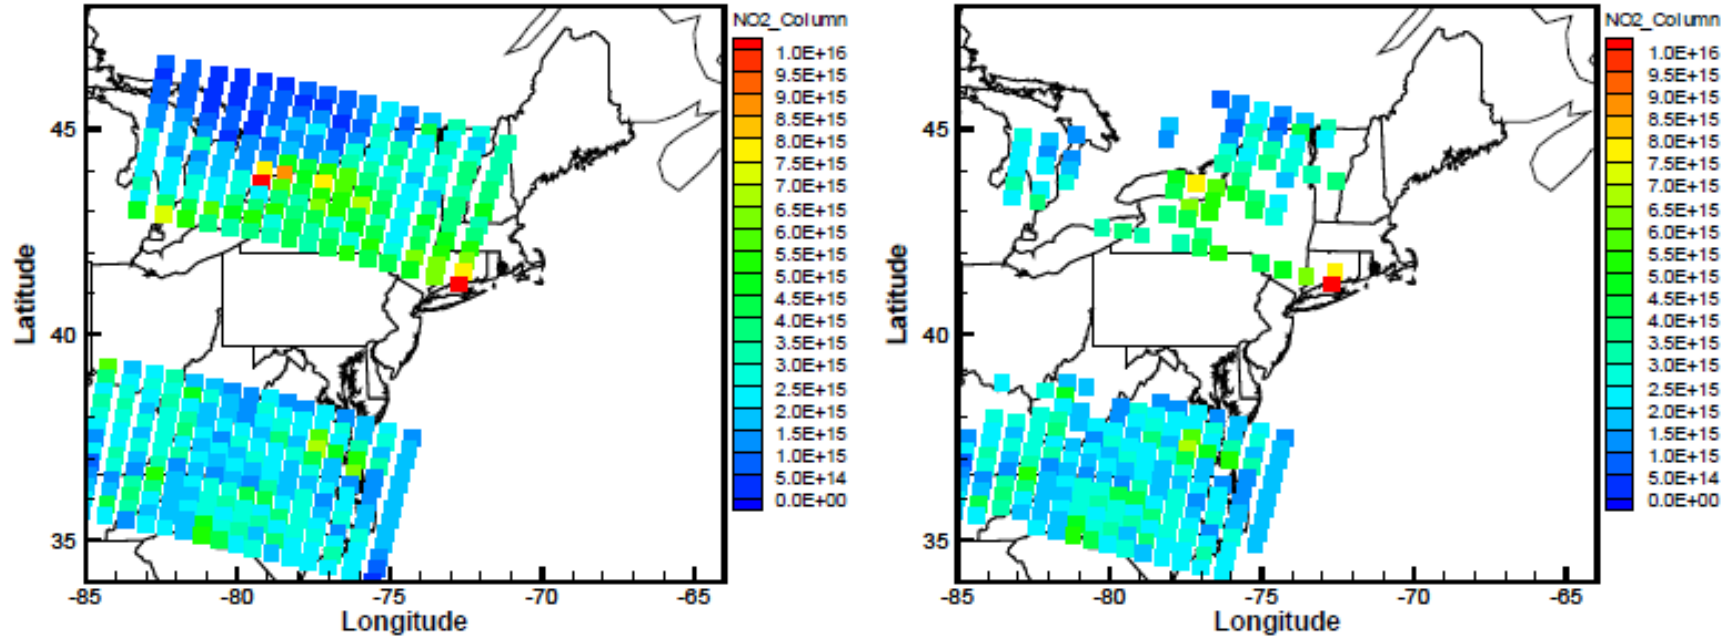 NO2_Column
1.0E+16
9.5E+15
9.0E+15
8.5E+15
8.0E+15
7.5E+15
7.0E+15
6.5E+15
6.0E+15
5.5E+15
5.0E+15
4.5E+15
4.0E+15
3.5E+15
3.0E+15
2.5E+15
2.0E+15
1.5E+15
1.0E+15
5.0E+14
0.0E+00
45
40
35
Latitude
-85 -80 -75 -70 -65
Longitude
NO2_Column
1.0E+16
9.5E+15
9.0E+15
8.5E+15
8.0E+15
7.5E+15
7.0E+15
6.5E+15
6.0E+15
5.5E+15
5.0E+15
4.5E+15
4.0E+15
3.5E+15
3.0E+15
2.5E+15
2.0E+15
1.5E+15
1.0E+15
5.0E+14
0.0E+00
45
40
35
Latitude
-85 -80 -75 -70 -65
Longitude